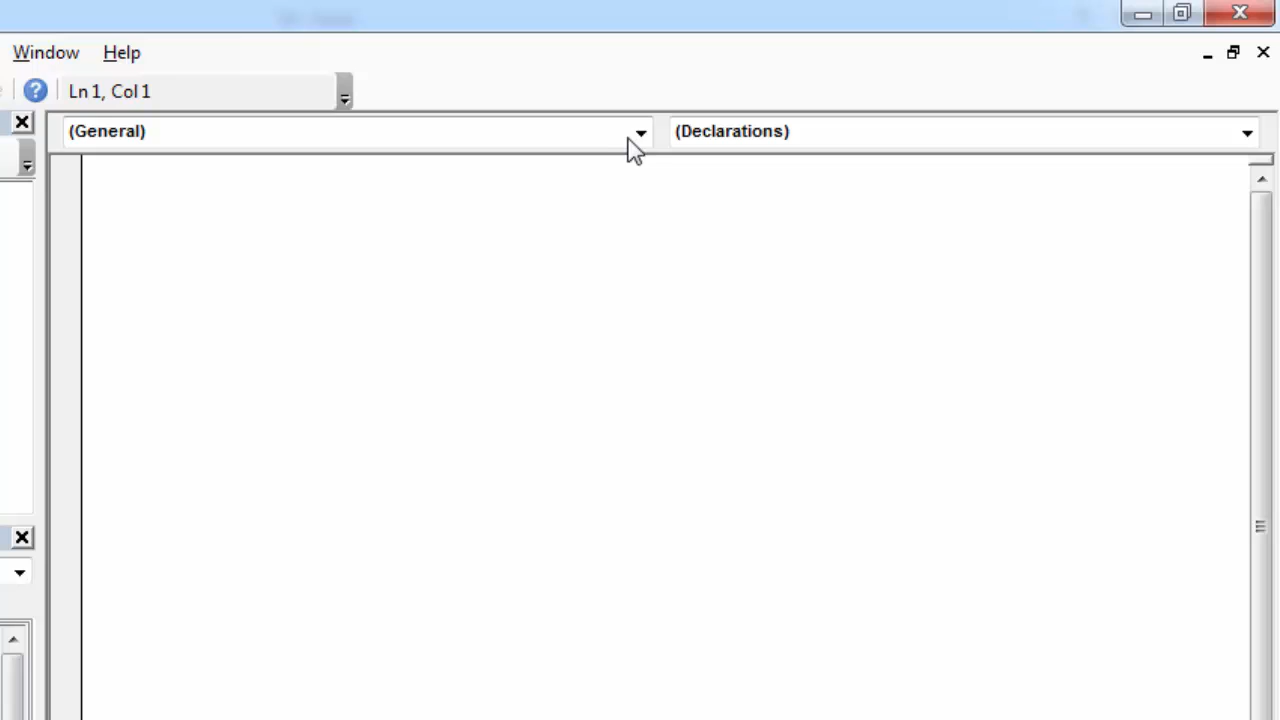 Window Help
Ln 1, Col 1
(General) (Declarations)